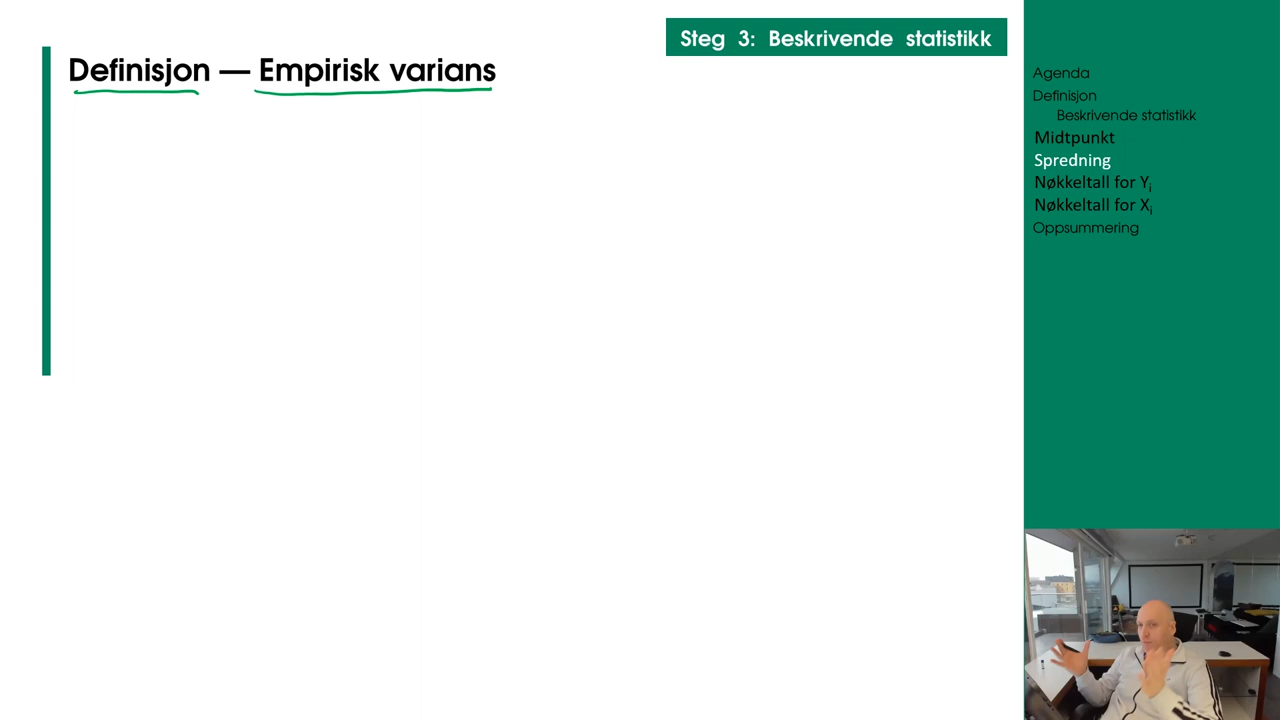 Steg 3: Beskrivende statistikk
Definisjon — Empirisk varians
Agenda
Definisjon
Beskrivende statistikk
Midtpunkt
Spredning
Nøkkeltall for Yi
Nøkkeltall for Xi
Oppsummering